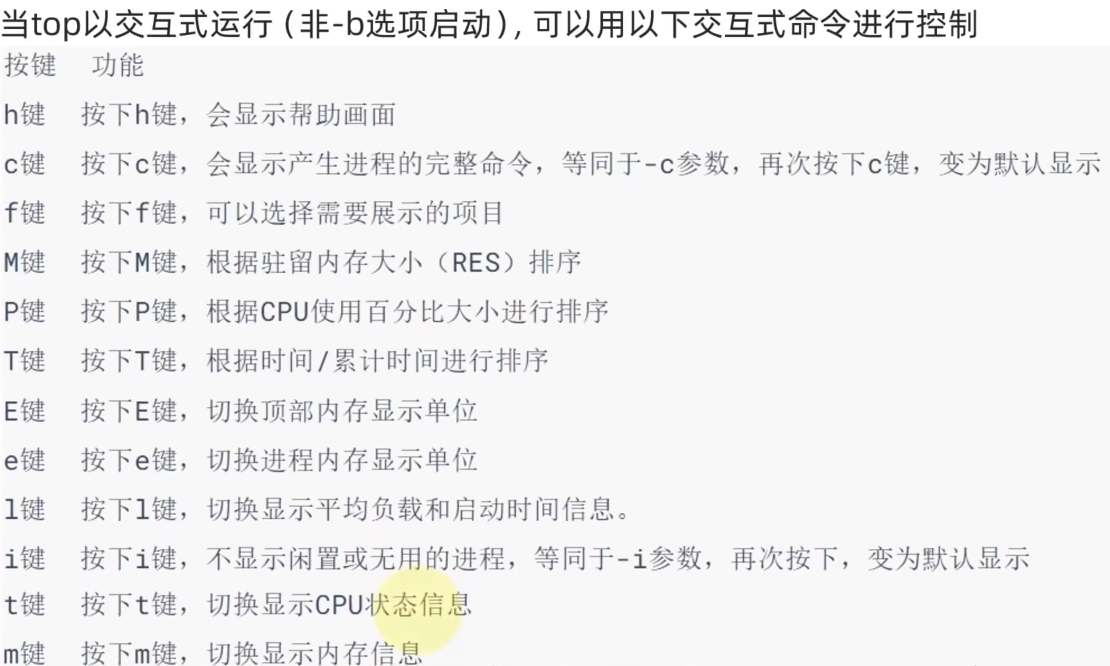 当top以交互式运行（非-b选项启动），可以用以下交互式命令进行控制
按键 功能
h键 按下h键，会显示帮助画面
c键 按下c键，会显示产生进程的完整命令，等同于-c参数，再次按下c键，变为默认显示
f键 按下f键，可以选择需要展示的项目
M键 按下M键，根据驻留内存大小（RES）排序
P键 按下P键，根据CPU使用百分比大小进行排序
T键 按下T键，根据时间/累计时间进行排序
E键 按下E键，切换顶部内存显示单位
e键 按下e键，切换进程内存显示单位
l键 按下l键，切换显示平均负载和启动时间信息。
i键 按下i键，不显示闲置或无用的进程，等同于-i参数，再次按下，变为默认显示
t键 按下t键，切换显示CPU状态信息
m键 按下m键，切换显示内存信息